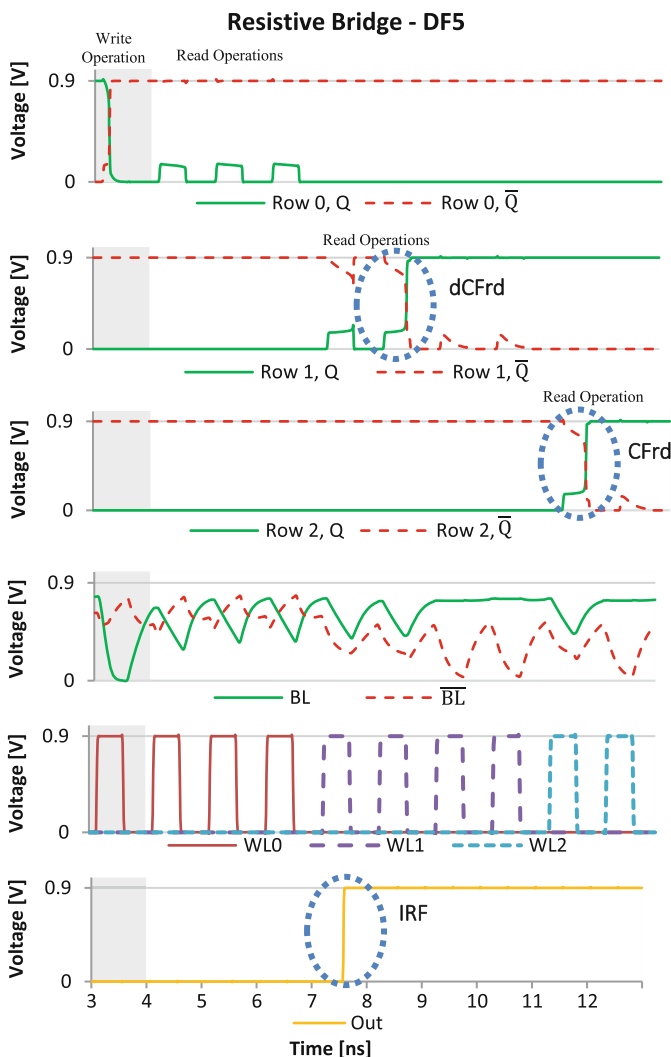 Resistive Bridge - DF5
Write
Operation
Read Operations
Voltage [V]
0.9
0
Row 0, Q
Row 0, Q̅
Read Operations
Voltage [V]
0.9
0
dCFrd
Row 1, Q
Row 1, Q̅
Read Operation
Voltage [V]
0.9
0
CFrd
Row 2, Q
Row 2, Q̅
Voltage [V]
0.9
0
BL
B̅L̅
Voltage [V]
0.9
0
WL0
WL1
WL2
Voltage [V]
0.9
0
IRF
3 4 5 6 7 8 9 10 11 12
Out
Time [ns]